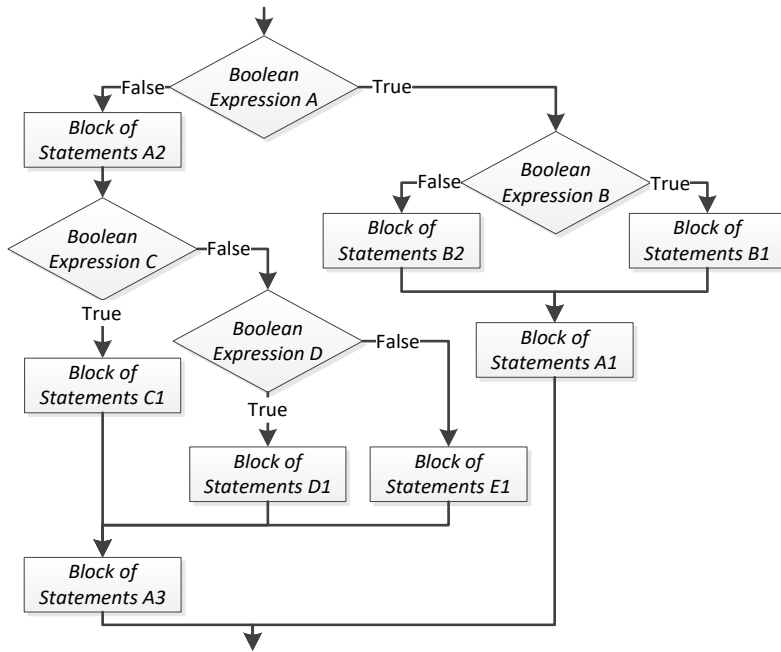 Boolean
Expression A
False
True
Block of
Statements A2
Boolean
Expression B
False
True
Block of
Statements B2
Block of
Statements B1
Boolean
Expression C
False
True
Boolean
Expression D
False
True
Block of
Statements A1
Block of
Statements C1
Block of
Statements D1
Block of
Statements E1
Block of
Statements A3